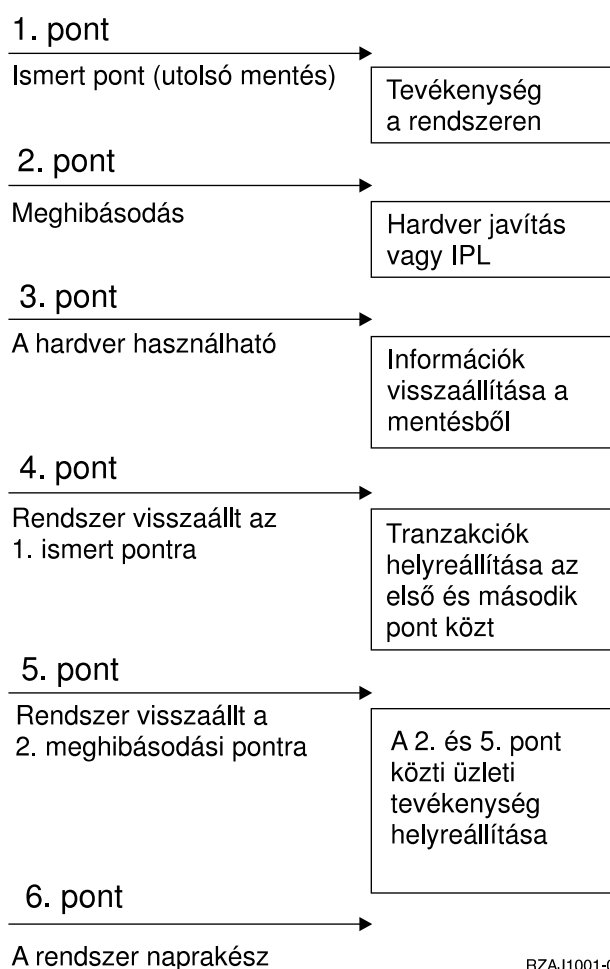 1. pont
Ismert pont (utolsó mentés)
Tevékenység
a rendszeren
2. pont
Meghibásodás
Hardver javítás
vagy IPL
3. pont
A hardver használható
Információk
visszaállítása a
mentésből
4. pont
Rendszer visszaállt az
1. ismert pontra
Tranzakciók
helyreállítása az
első és második
pont közt
5. pont
Rendszer visszaállt a
2. meghibásodási pontra
A 2. és 5. pont
közti üzleti
tevékenység
helyreállítása
6. pont
A rendszer naprakész
RZAJ1001-0